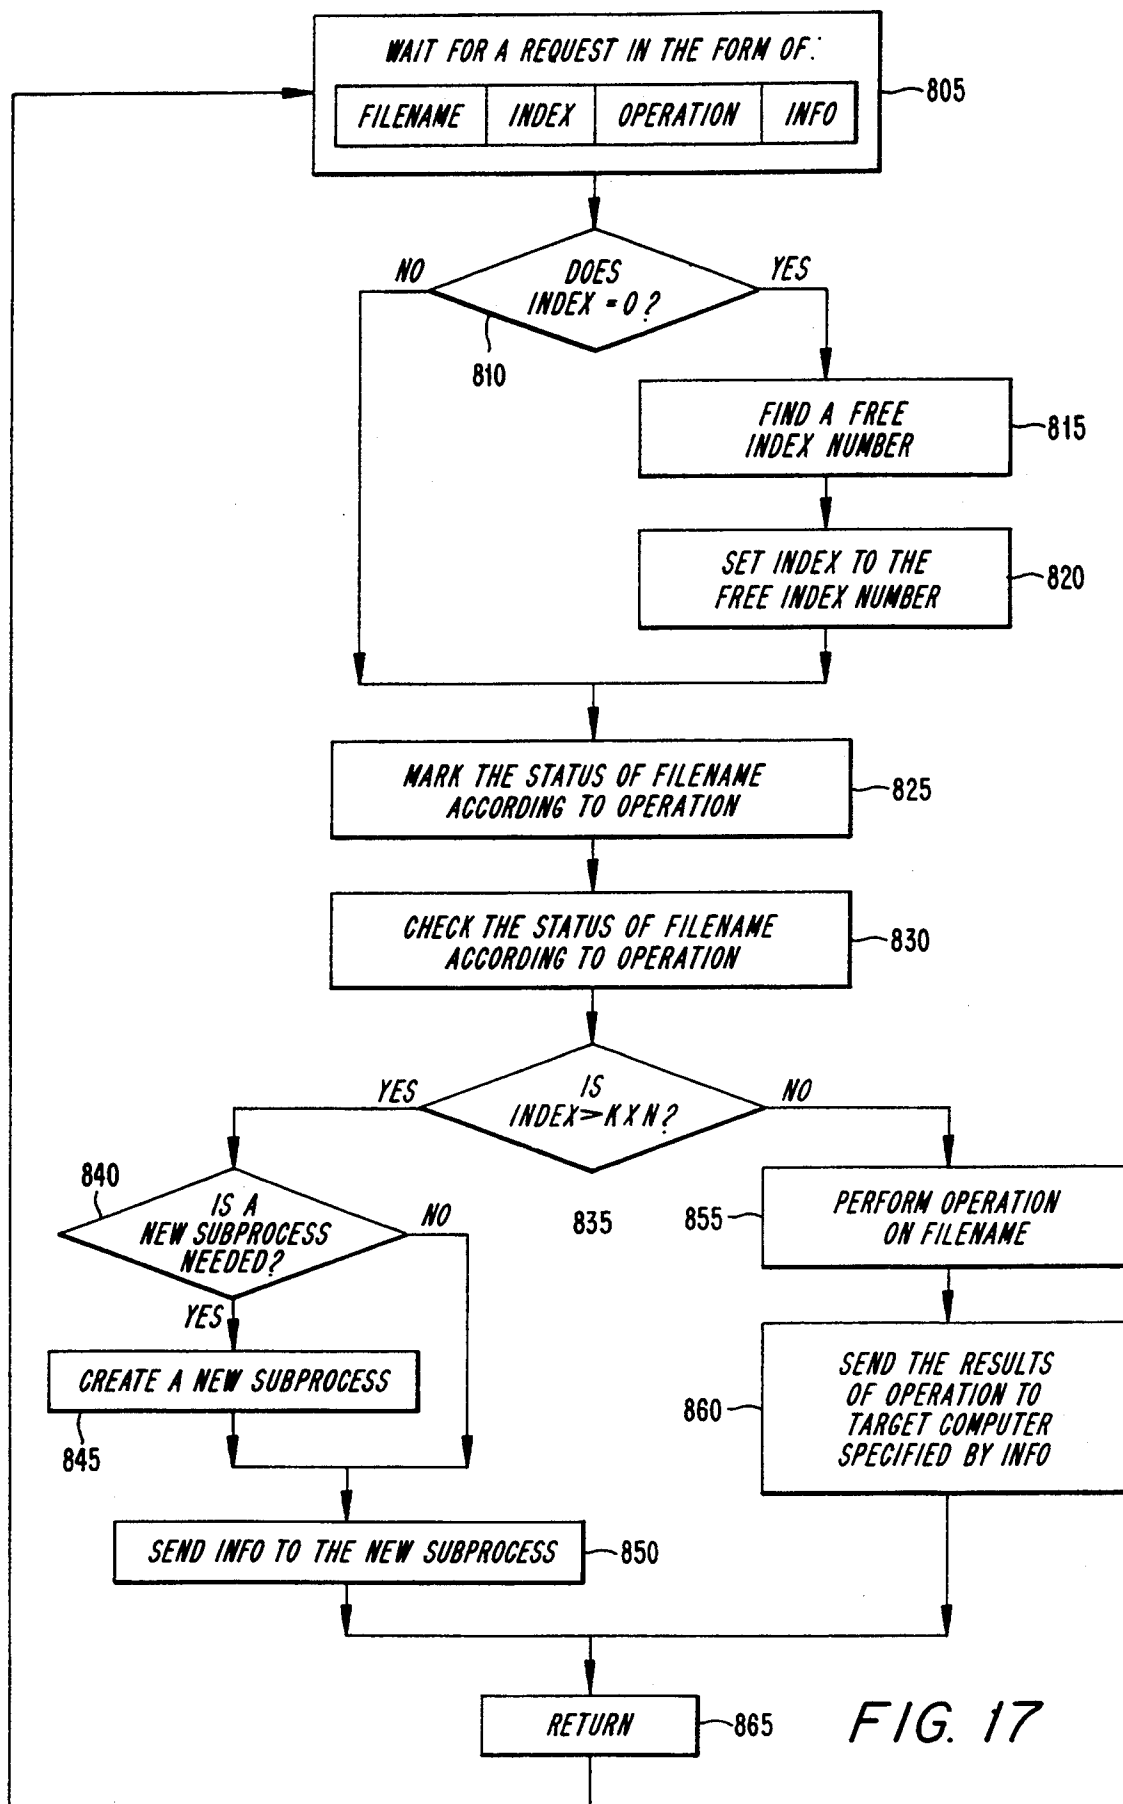 WAIT FOR A REQUEST IN THE FORM OF:
FILENAME INDEX OPERATION INFO
805
NO
DOES
INDEX = 0?
YES
810
FIND A FREE
INDEX NUMBER
815
SET INDEX TO THE
FREE INDEX NUMBER
820
MARK THE STATUS OF FILENAME
ACCORDING TO OPERATION
825
CHECK THE STATUS OF FILENAME
ACCORDING TO OPERATION
830
YES
IS
INDEX>K X N?
NO
835
840
IS A
NEW SUBPROCESS
NEEDED?
NO
YES
CREATE A NEW SUBPROCESS
845
855
PERFORM OPERATION
ON FILENAME
860
SEND THE RESULTS
OF OPERATION TO
TARGET COMPUTER
SPECIFIED BY INFO
SEND INFO TO THE NEW SUBPROCESS
850
RETURN
865
FIG. 17